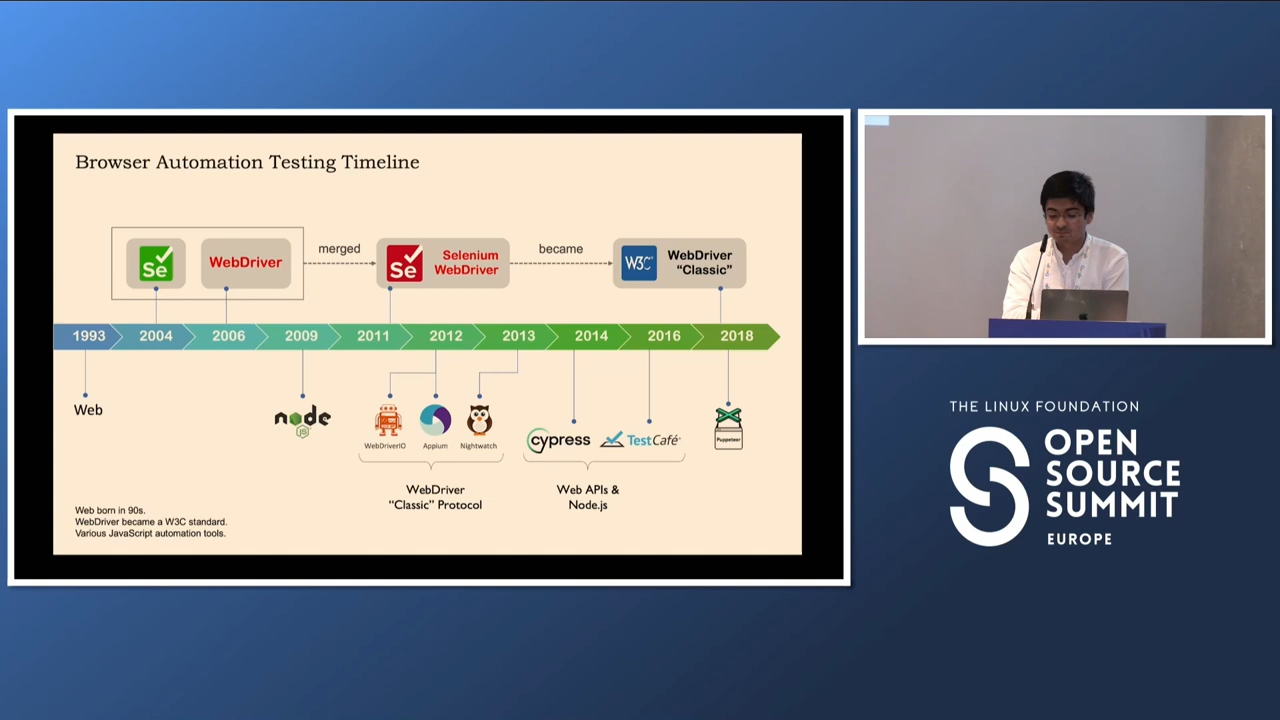 Browser Automation Testing Timeline
Se
WebDriver
merged
Se
Selenium
WebDriver
became
W3C
WebDriver
“Classic”
1993
2004
2006
2009
2011
2012
2013
2014
2016
2018
Web
node
JS
WebDriverIO
Appium
Nightwatch
cypress
TestCafé
Puppeteer
WebDriver
“Classic” Protocol
Web APIs &
Node.js
Web born in 90s.
WebDriver became a W3C standard.
Various JavaScript automation tools.
THE LINUX FOUNDATION
OPEN
SOURCE
SUMMIT
EUROPE